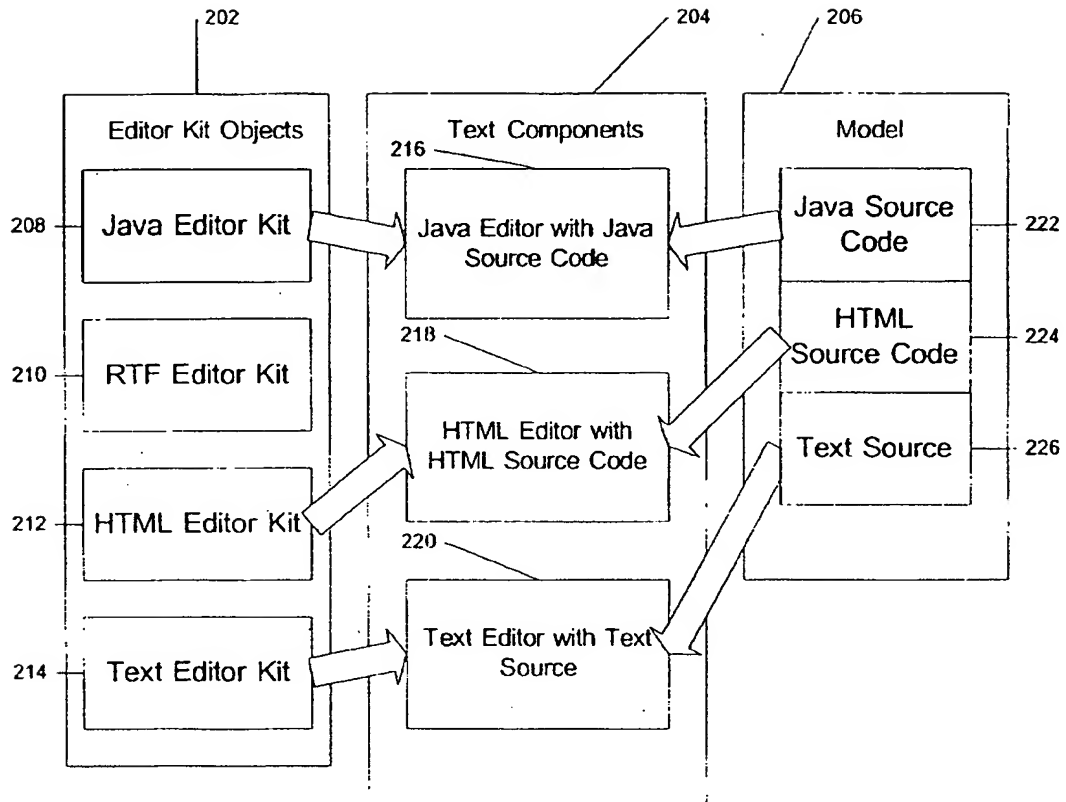 202
204
206
Editor Kit Objects
Text Components
Model
216
208
Java Editor Kit
Java Editor with Java
Source Code
Java Source
Code
222
218
HTML
Source Code
224
210
RTF Editor Kit
HTML Editor with
HTML Source Code
Text Source
226
212
HTML Editor Kit
220
214
Text Editor Kit
Text Editor with Text
Source